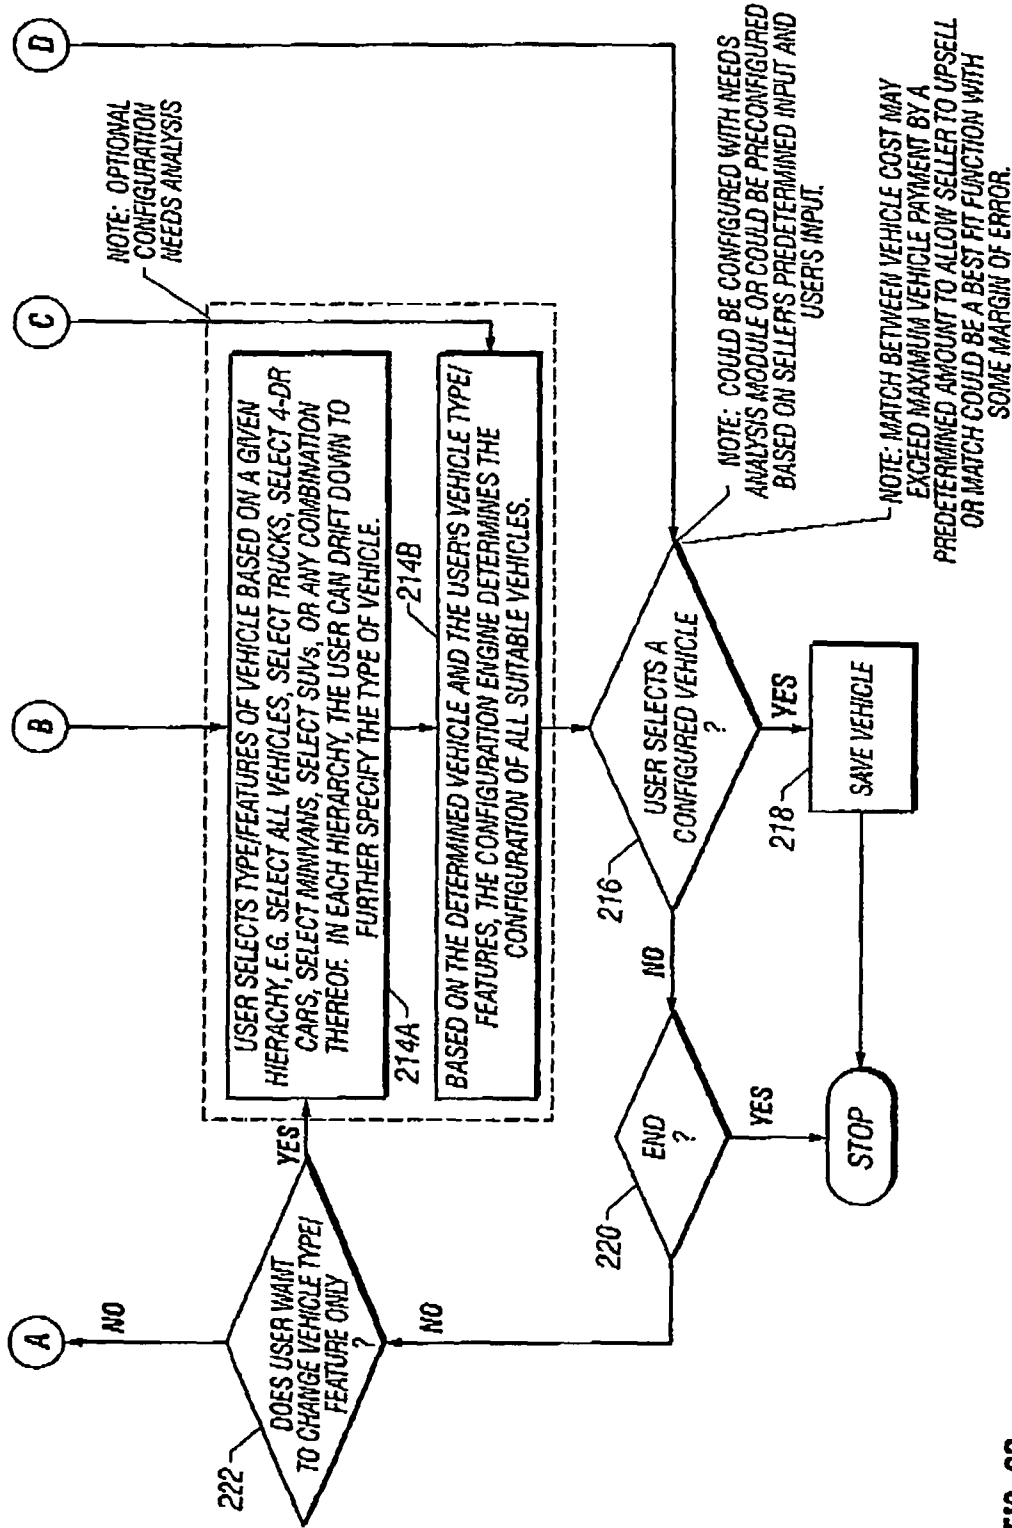 A
B
C
D
NO
NOTE: OPTIONAL
CONFIGURATION
NEEDS ANALYSIS
222
DOES USER WANT
TO CHANGE VEHICLE TYPE/
FEATURE ONLY
?
YES
USER SELECTS TYPE/FEATURES OF VEHICLE BASED ON A GIVEN
HIERACHY, E.G. SELECT ALL VEHICLES, SELECT TRUCKS, SELECT 4-DR
CARS, SELECT MINIVANS, SELECT SUVs, OR ANY COMBINATION
THEREOF. IN EACH HIERARCHY, THE USER CAN DRIFT DOWN TO
FURTHER SPECIFY THE TYPE OF VEHICLE.
214A
214B
BASED ON THE DETERMINED VEHICLE AND THE USER'S VEHICLE TYPE/
FEATURES, THE CONFIGURATION ENGINE DETERMINES THE
CONFIGURATION OF ALL SUITABLE VEHICLES.
NO
220
END
?
YES
NO
216
USER SELECTS A
CONFIGURED VEHICLE
?
YES
218
SAVE VEHICLE
STOP
NOTE: COULD BE CONFIGURED WITH NEEDS
ANALYSIS MODULE OR COULD BE PRECONFIGURED
BASED ON SELLER'S PREDETERMINED INPUT AND
USER'S INPUT.
NOTE: MATCH BETWEEN VEHICLE COST MAY
EXCEED MAXIMUM VEHICLE PAYMENT BY A
PREDETERMINED AMOUNT TO ALLOW SELLER TO UPSELL
OR MATCH COULD BE A BEST FIT FUNCTION WITH
SOME MARGIN OF ERROR.